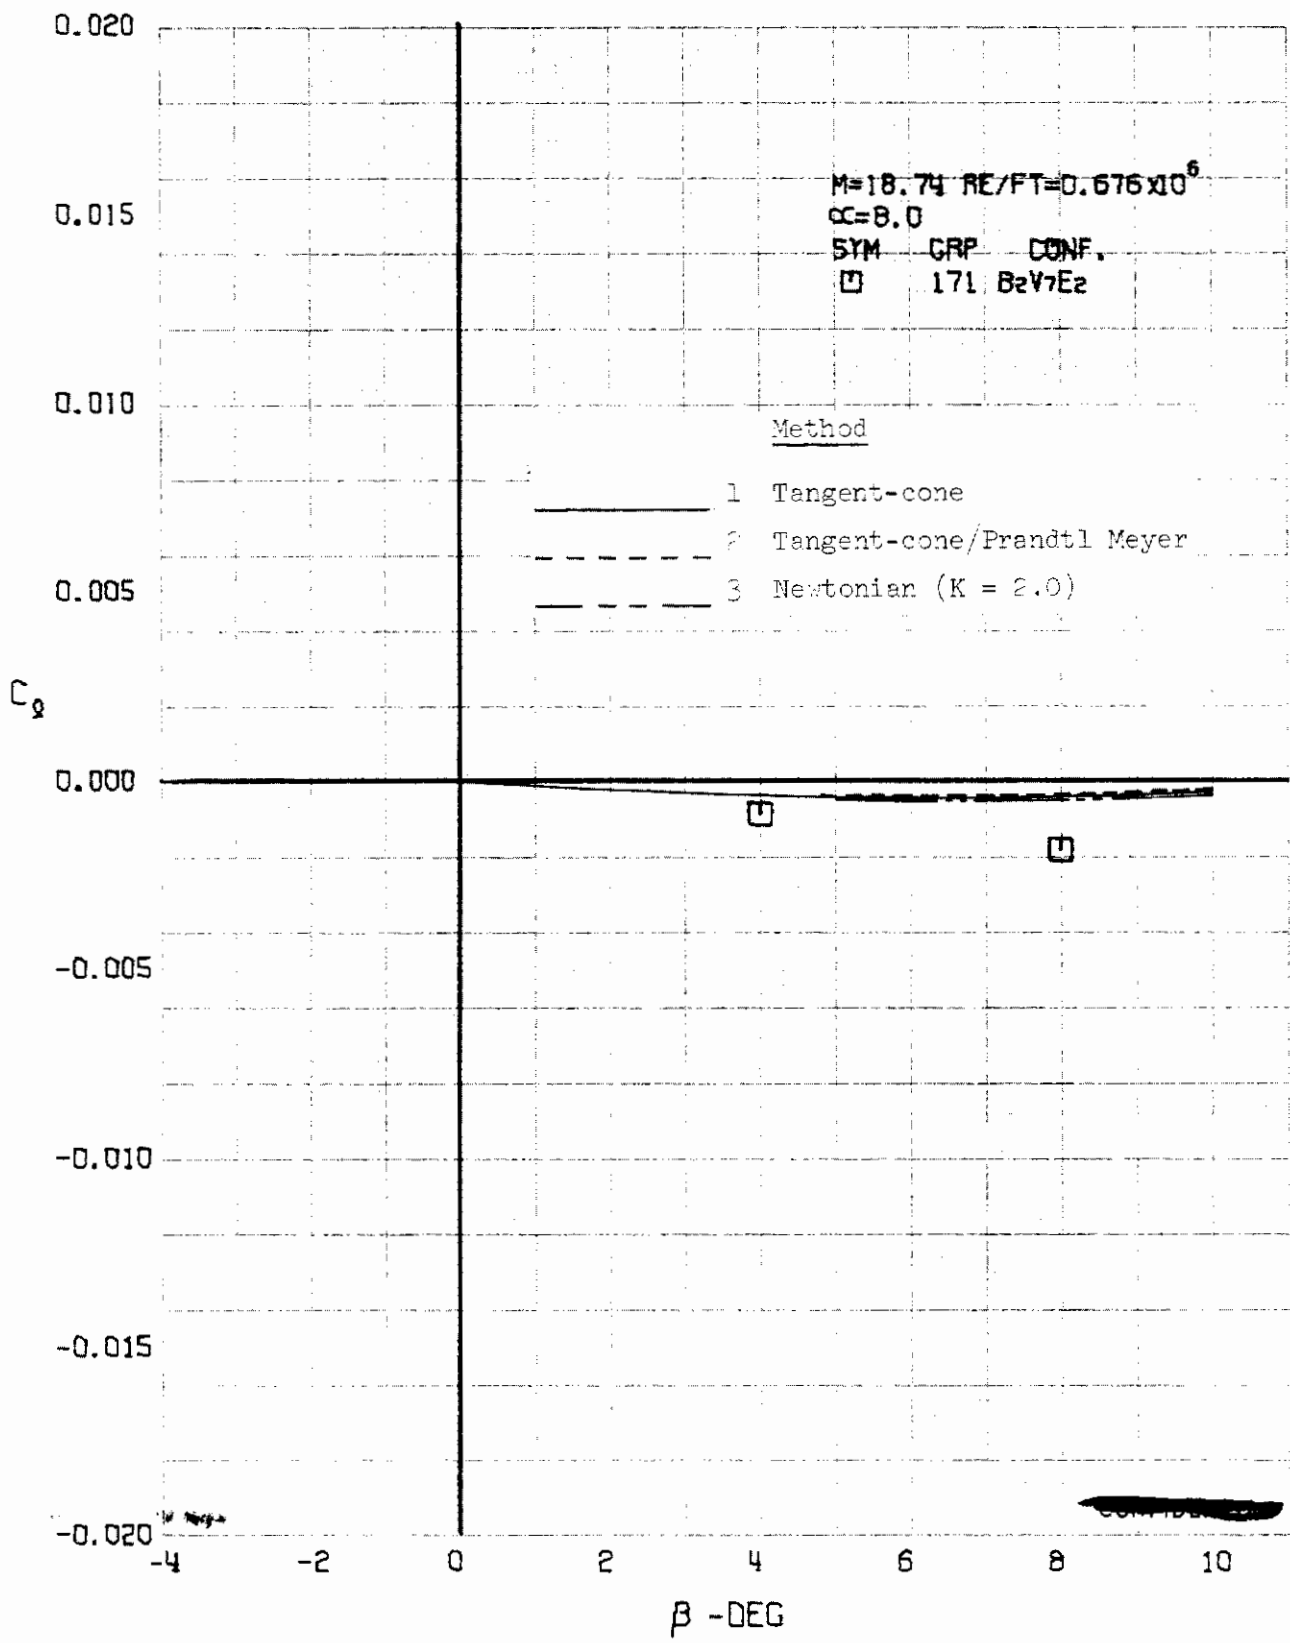 0.020
M=18.74 RE/FT=0.676x10⁶
α=8.0
0.015
SYM GRP CONF.
171 B2V7E2
0.010
Method
1 Tangent-cone
2 Tangent-cone/Prandtl Meyer
0.005
3 Newtonian (K = 2.0)
Cℓ
0.000
-0.005
-0.010
-0.015
-0.020
-4 -2 0 2 4 6 8 10
β -DEG